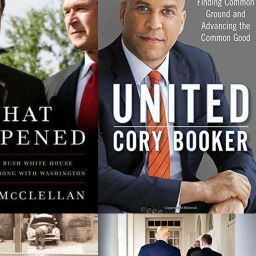 Finding Common
Ground and Advancing the
Common Good
UNITED
CORY BOOKER
HAT
PENED
BUSH WHITE HOUSE
RONG WITH WASHINGTON
MCCLELLAN